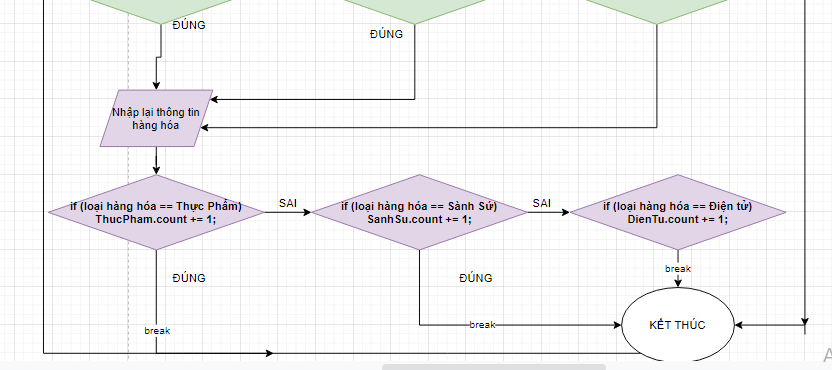 ĐÚNG
ĐÚNG
Nhập lại thông tin
hàng hóa
if (loại hàng hóa == Thực Phẩm)
ThucPham.count += 1;
SAI
if (loại hàng hóa == Sành Sứ)
SanhSu.count += 1;
SAI
if (loại hàng hóa == Điện tử)
DienTu.count += 1;
ĐÚNG
ĐÚNG
break
break
break
KẾT THÚC
A